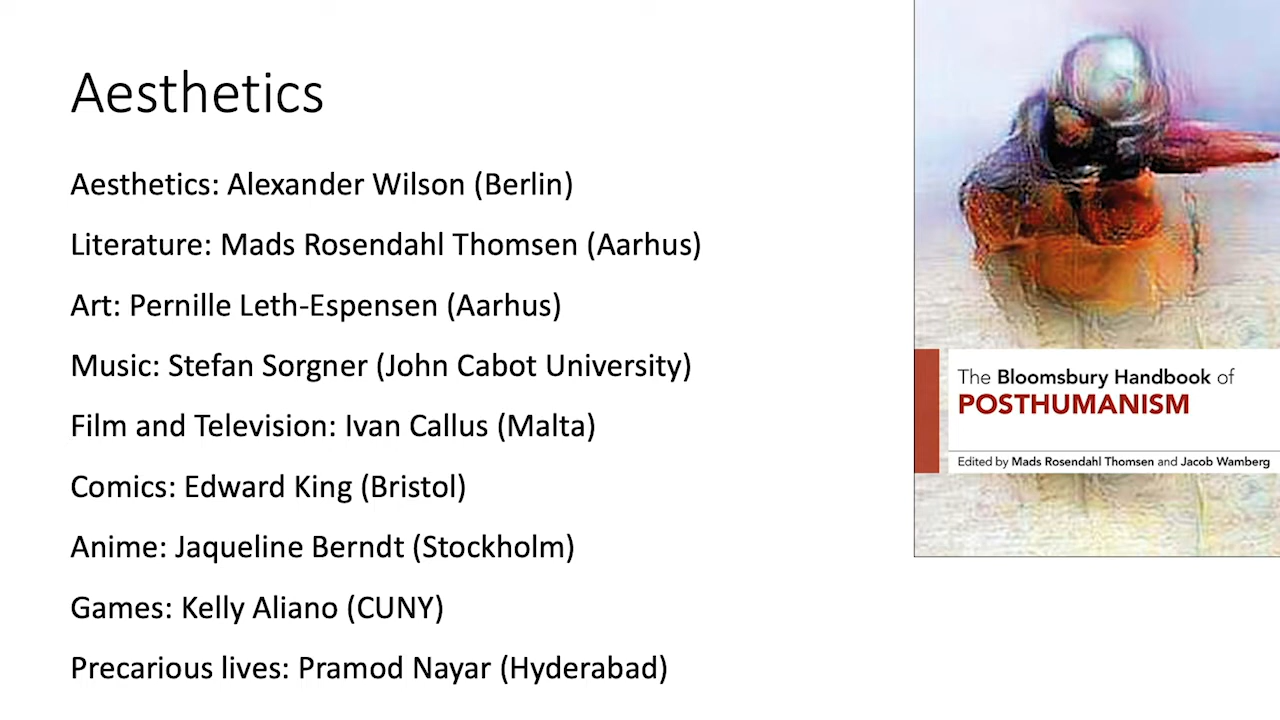 Aesthetics
Aesthetics: Alexander Wilson (Berlin)
Literature: Mads Rosendahl Thomsen (Aarhus)
Art: Pernille Leth-Espensen (Aarhus)
Music: Stefan Sorgner (John Cabot University)
Film and Television: Ivan Callus (Malta)
Comics: Edward King (Bristol)
Anime: Jaqueline Berndt (Stockholm)
Games: Kelly Aliano (CUNY)
Precarious lives: Pramod Nayar (Hyderabad)
The Bloomsbury Handbook of
POSTHUMANISM
Edited by Mads Rosendahl Thomsen and Jacob Wamberg